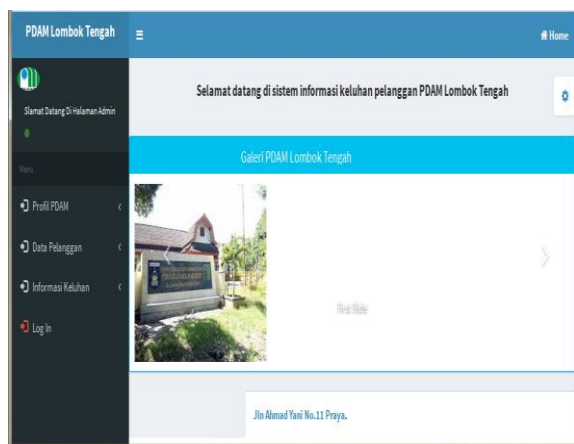 PDAM Lombok Tengah
Home
Slamat Datang Di Halaman Admin
Selamat datang di sistem informasi keluhan pelanggan PDAM Lombok Tengah
Menu
Galeri PDAM Lombok Tengah
Profil PDAM
Data Pelanggan
Informasi Keluhan
Log In
First Slide
Jln Ahmad Yani No.11 Praya.